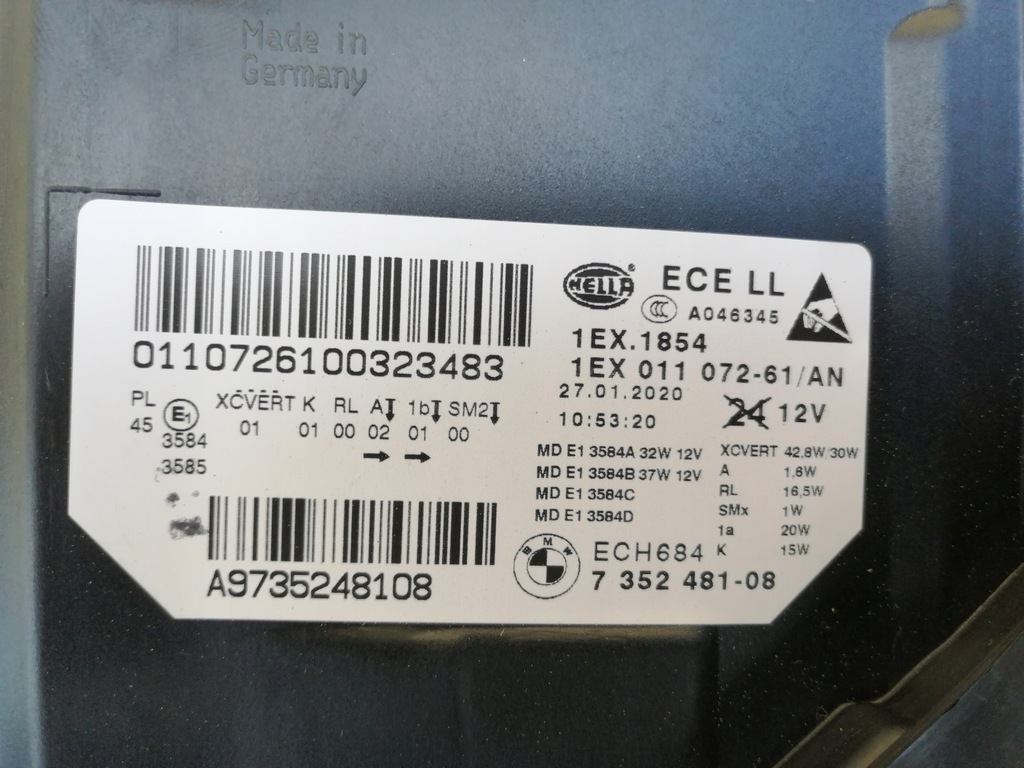 Made in
Germany
0110726100323483
HELLA ® ECE LL
CCC A046345
1EX.1854
1EX 011 072-61/AN
27.01.2020
10:53:20
24 12V
PL E1 XCVERT K RL A 1b SM2
45 01 01 00 02 01 00
3584
3585
MD E1 3584A 32W 12V
MD E1 3584B 37W 12V
MD E1 3584C
MD E1 3584D
XCVERT 42,8W/30W
A 1,6W
RL 16,5W
SMx 1W
1a 20W
K 15W
A9735248108
BMW ECH684
7 352 481-08